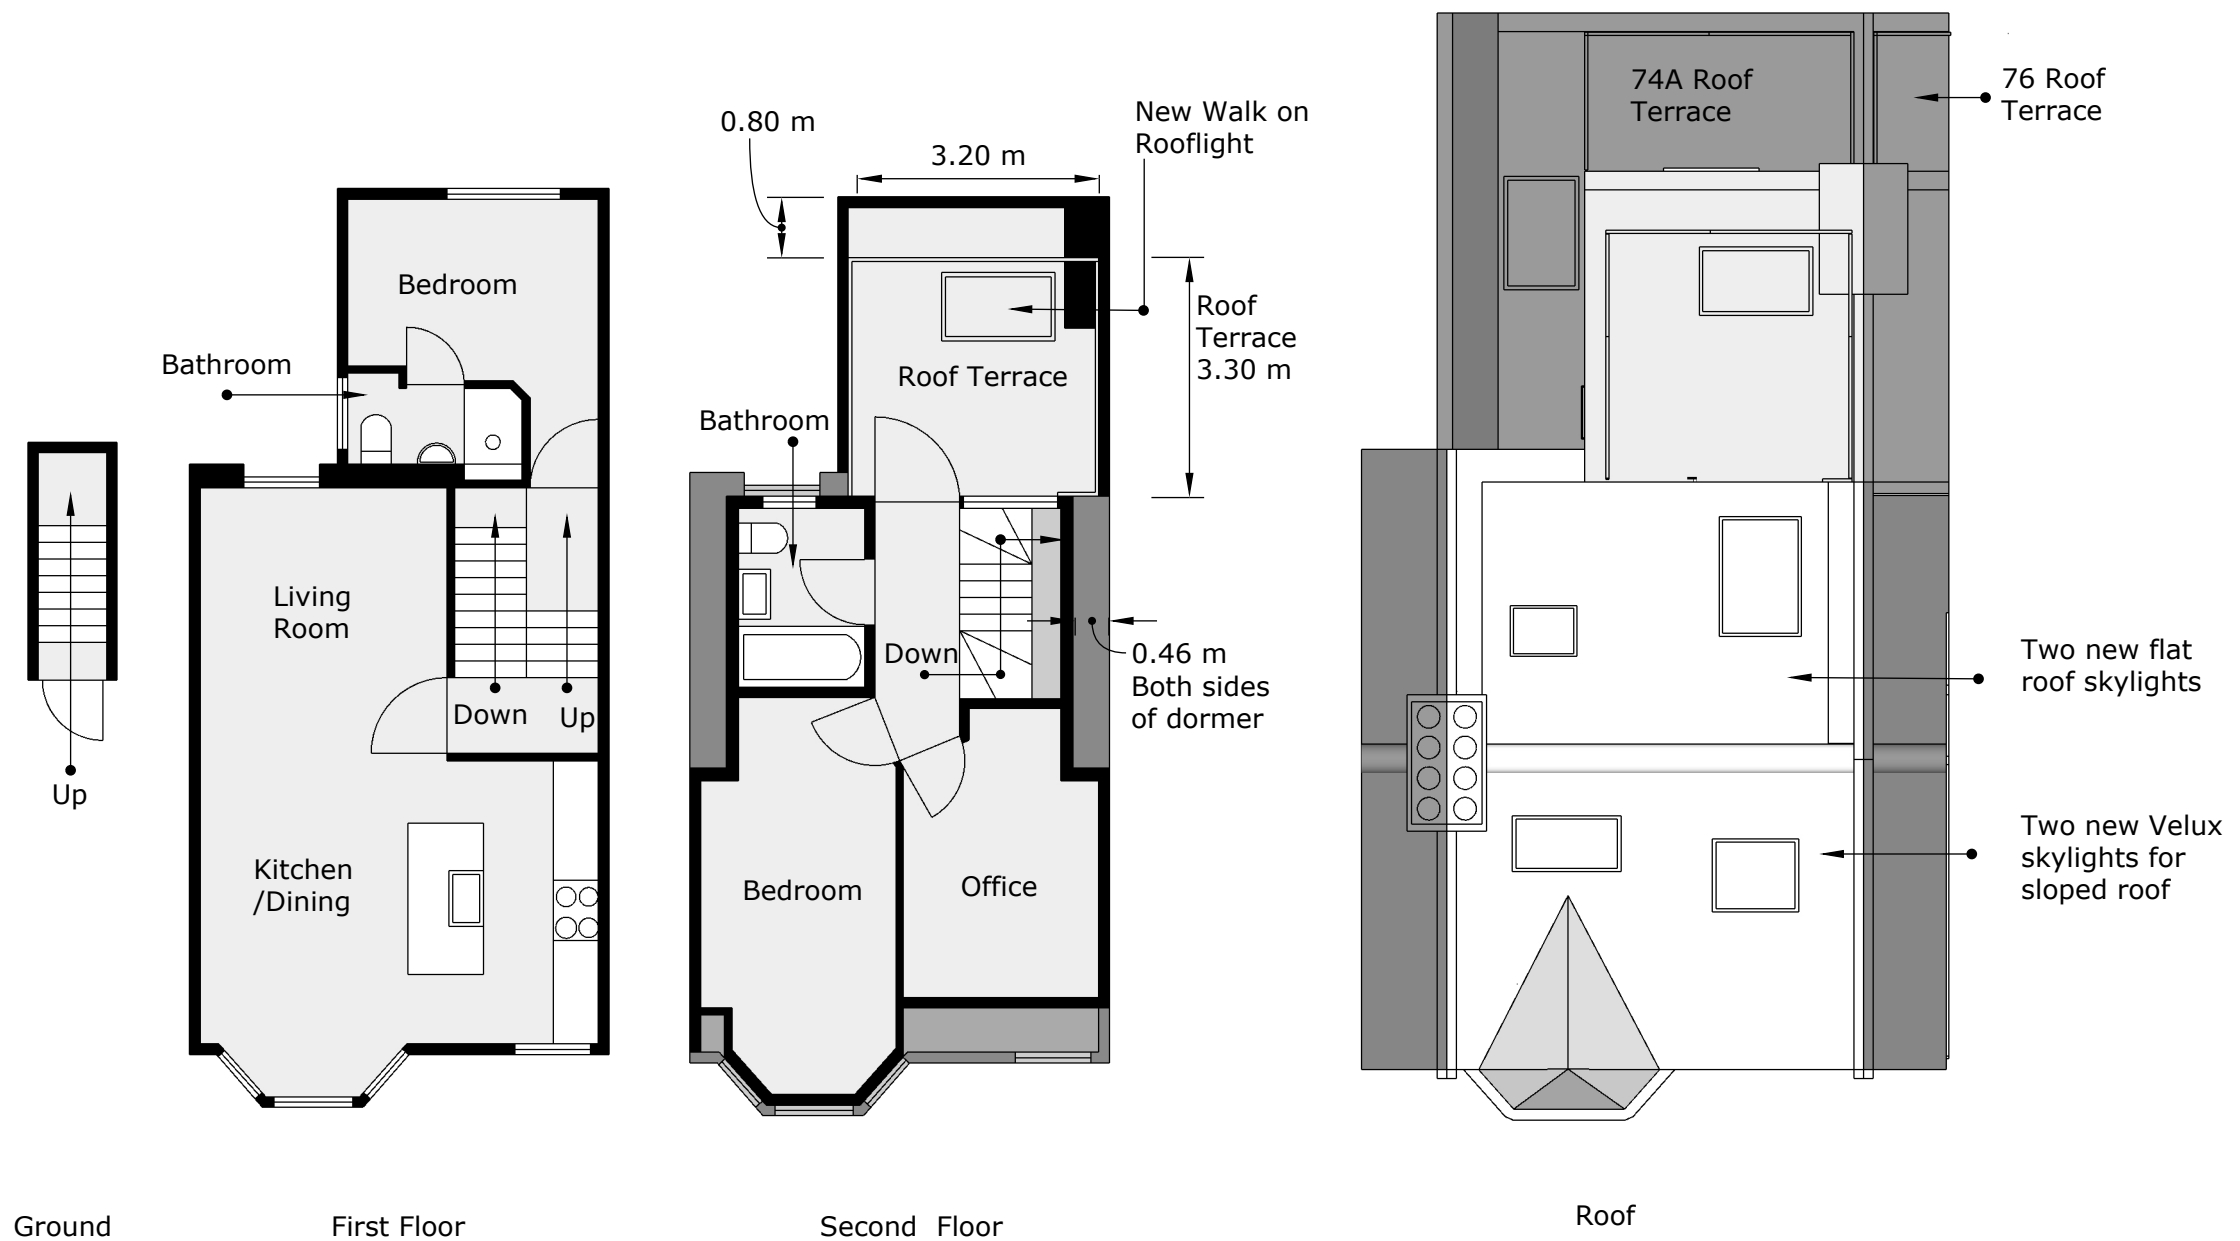 Up
Ground
Bedroom
Bathroom
Living
Room
Down
Up
Kitchen
/Dining
First Floor
0.80 m
3.20 m
New Walk on
Rooflight
Roof
Terrace
3.30 m
Roof Terrace
Bathroom
Down
0.46 m
Both sides
of dormer
Bedroom
Office
Second Floor
74A Roof
Terrace
76 Roof
Terrace
Two new flat
roof skylights
Two new Velux
skylights for
sloped roof
Roof